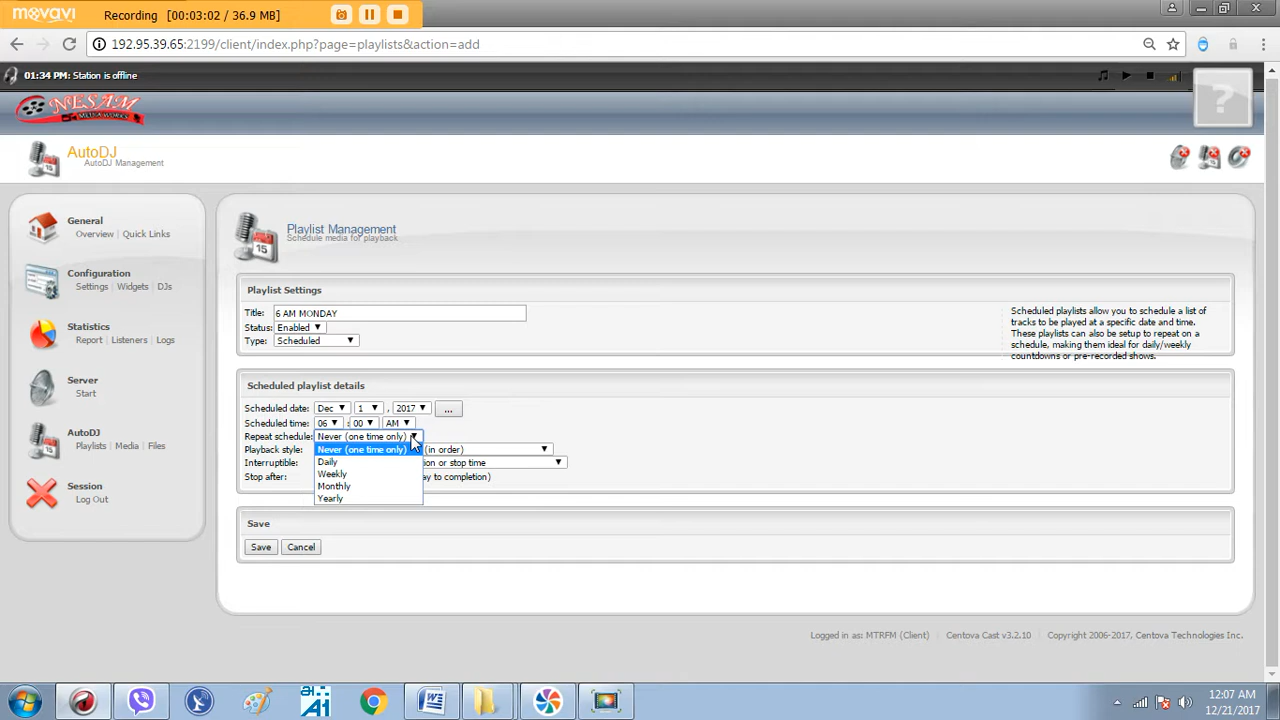 movavi Recording [00:03:02 / 36.9 MB]
192.95.39.65:2199/client/index.php?page=playlists&action=add
01:34 PM: Station is offline
NESAM
MEDIA WORKS
?
AutoDJ
AutoDJ Management
General
Overview | Quick Links
Configuration
Settings | Widgets | DJs
Statistics
Report | Listeners | Logs
Server
Start
AutoDJ
Playlists | Media | Files
Session
Log Out
15
Playlist Management
Schedule media for playback
Playlist Settings
Title: 6 AM MONDAY
Status: Enabled
Type: Scheduled
Scheduled playlists allow you to schedule a list
of tracks to be played at a specific date and time.
These playlists can also be setup to repeat on a
schedule, making them ideal for daily/weekly
countdowns or pre-recorded shows.
Scheduled playlist details
Scheduled date: Dec 1 , 2017 ...
Scheduled time: 06 : 00 AM
Repeat schedule: Never (one time only)
Never (one time only)
Daily
Weekly
Monthly
Yearly
Playback style: (in order)
Interruptible: ion or stop time
Stop after: ay to completion)
Save
Save Cancel
Logged in as: MTRFM (Client) | Centova Cast v3.2.10 | Copyright 2006-2017, Centova Technologies Inc.
12:07 AM
12/21/2017